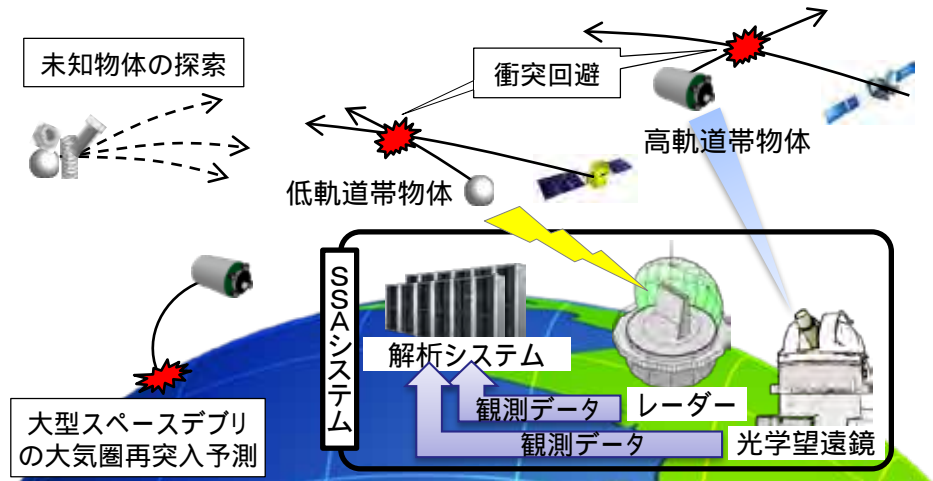 未知物体の探索
衝突回避
高軌道帯物体
低軌道帯物体
SSAシステム
解析システム
観測データ
レーダー
観測データ
光学望遠鏡
大型スペースデブリ
の大気圏再突入予測